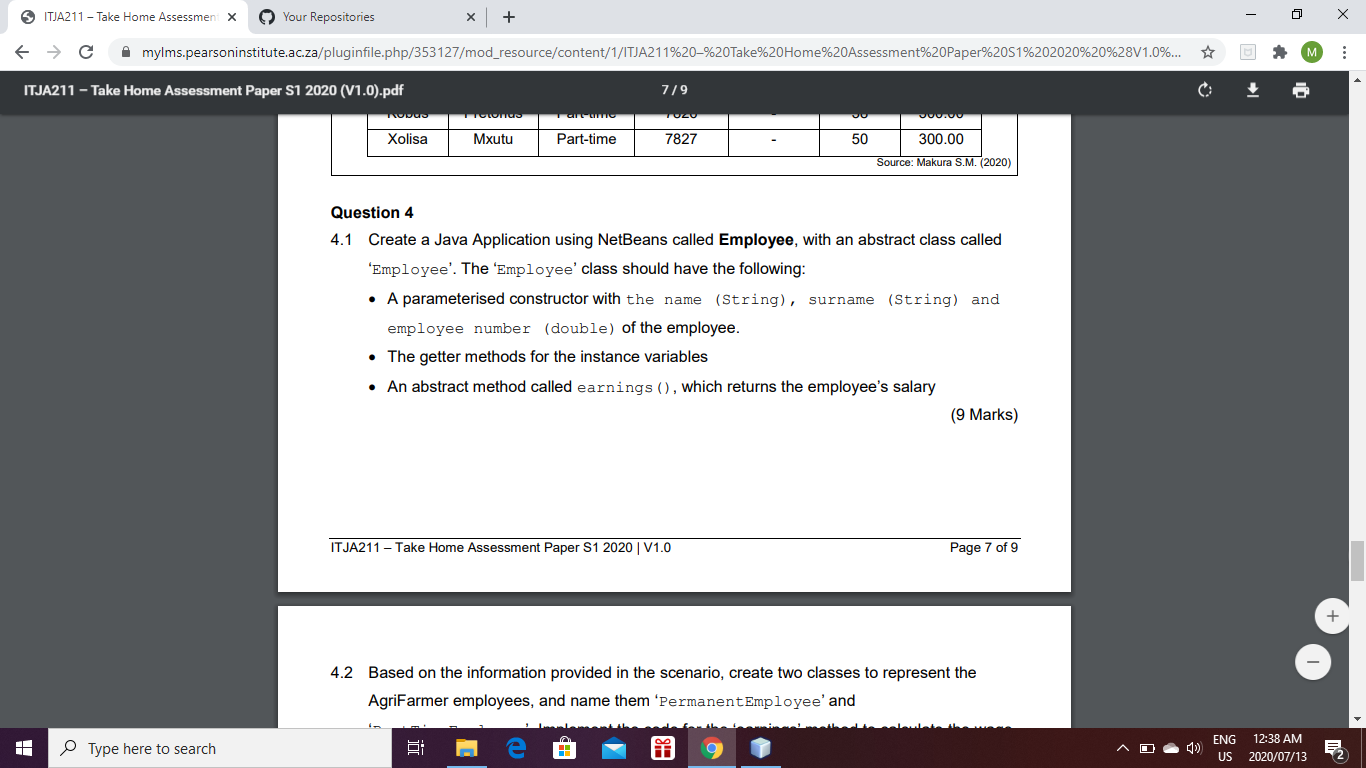 ITJA211 – Take Home Assessment
Your Repositories
mylms.pearsoninstitute.ac.za/pluginfile.php/353127/mod_resource/content/1/ITJA211%20–%20Take%20Home%20Assessment%20Paper%20S1%202020%20%28V1.0%...
M
ITJA211 – Take Home Assessment Paper S1 2020 (V1.0).pdf
7 / 9
Xolisa Mxutu Part-time 7827 - 50 300.00
Source: Makura S.M. (2020)
Question 4
4.1 Create a Java Application using NetBeans called Employee, with an abstract class called
‘Employee’. The ‘Employee’ class should have the following:
• A parameterised constructor with the name (String), surname (String) and
employee number (double) of the employee.
• The getter methods for the instance variables
• An abstract method called earnings(), which returns the employee’s salary
(9 Marks)
ITJA211 – Take Home Assessment Paper S1 2020 | V1.0
Page 7 of 9
4.2 Based on the information provided in the scenario, create two classes to represent the
AgriFarmer employees, and name them ‘PermanentEmployee’ and
Type here to search
ENG
US
12:38 AM
2020/07/13
2